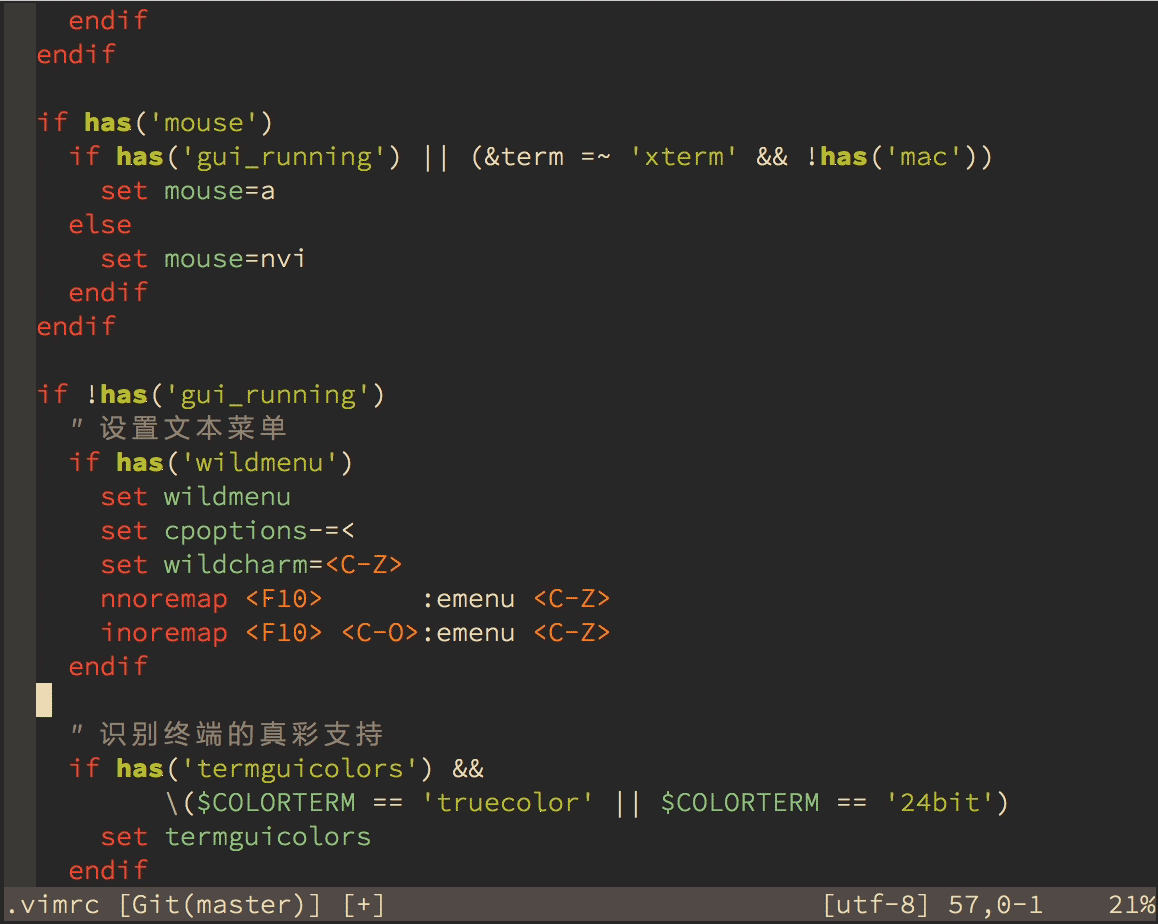 endif
endif

if has('mouse')
  if has('gui_running') || (&term =~ 'xterm' && !has('mac'))
    set mouse=a
  else
    set mouse=nvi
  endif
endif

if !has('gui_running')
  " 设置文本菜单
  if has('wildmenu')
    set wildmenu
    set cpoptions-=<
    set wildcharm=<C-Z>
    nnoremap <F10>      :emenu <C-Z>
    inoremap <F10> <C-O>:emenu <C-Z>
  endif

  " 识别终端的真彩支持
  if has('termguicolors') &&
        \($COLORTERM == 'truecolor' || $COLORTERM == '24bit')
    set termguicolors
  endif
.vimrc [Git(master)] [+] [utf-8] 57,0-1 21%